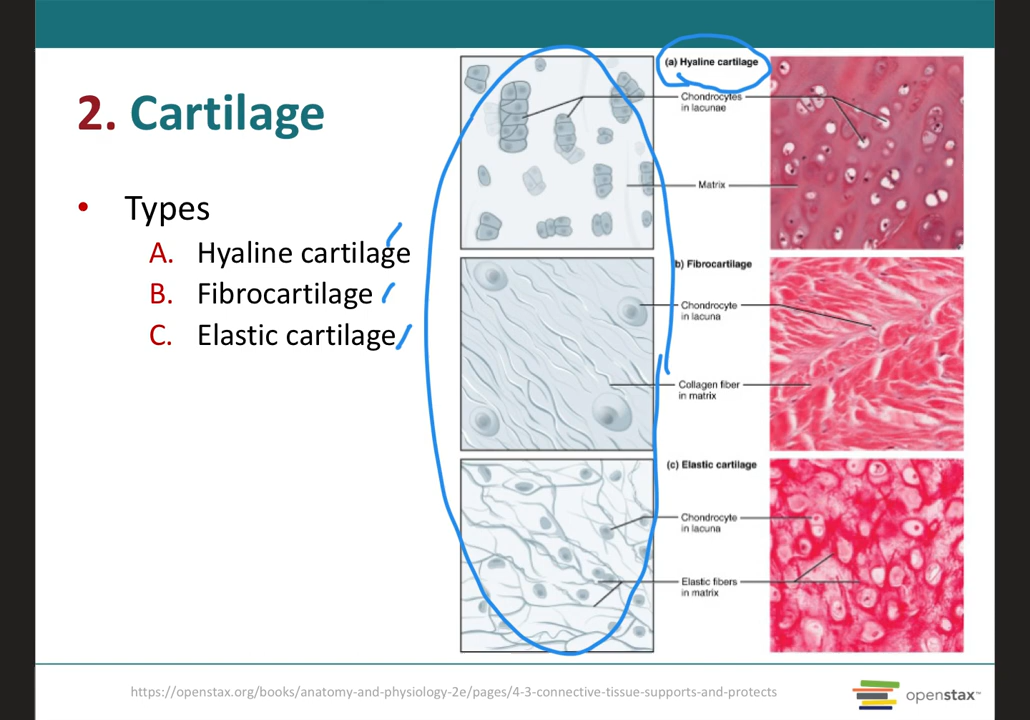 2. Cartilage
• Types
A. Hyaline cartilage
B. Fibrocartilage
C. Elastic cartilage
(a) Hyaline cartilage
Chondrocytes
in lacunae
Matrix
b) Fibrocartilage
Chondrocyte
in lacuna
Collagen fiber
in matrix
(c) Elastic cartilage
Chondrocyte
in lacuna
Elastic fibers
in matrix
https://openstax.org/books/anatomy-and-physiology-2e/pages/4-3-connective-tissue-supports-and-protects
openstax™